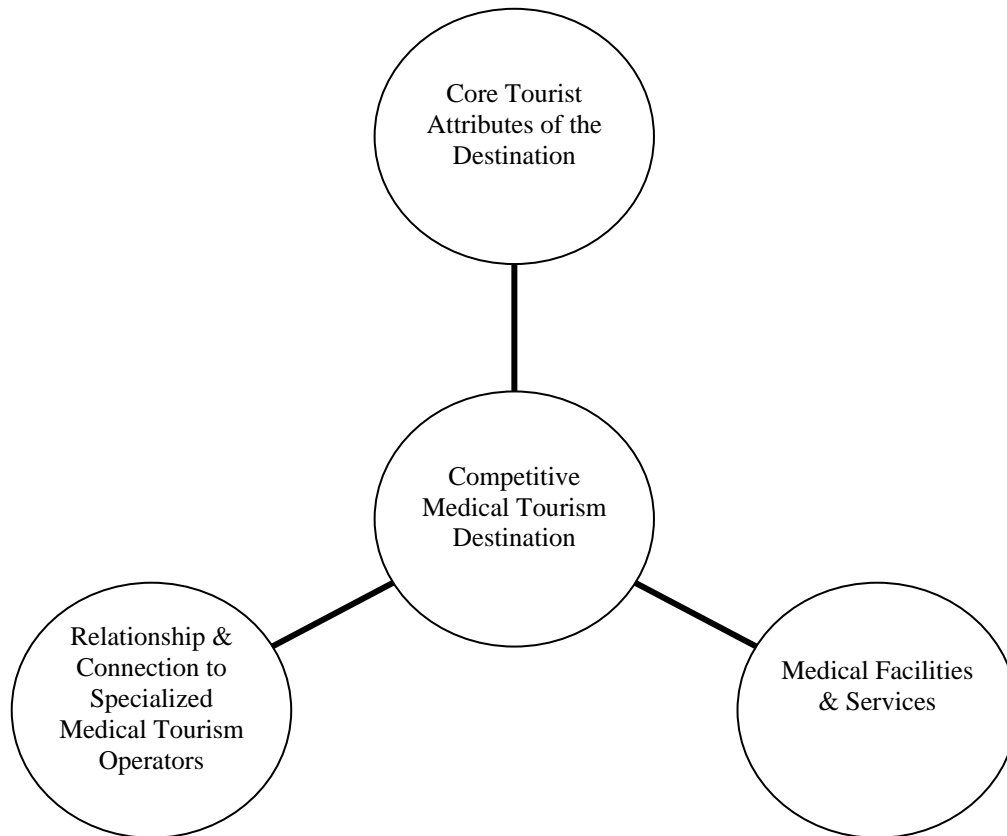 Core Tourist
Attributes of the
Destination
Competitive
Medical Tourism
Destination
Relationship &
Connection to
Specialized
Medical Tourism
Operators
Medical Facilities
& Services